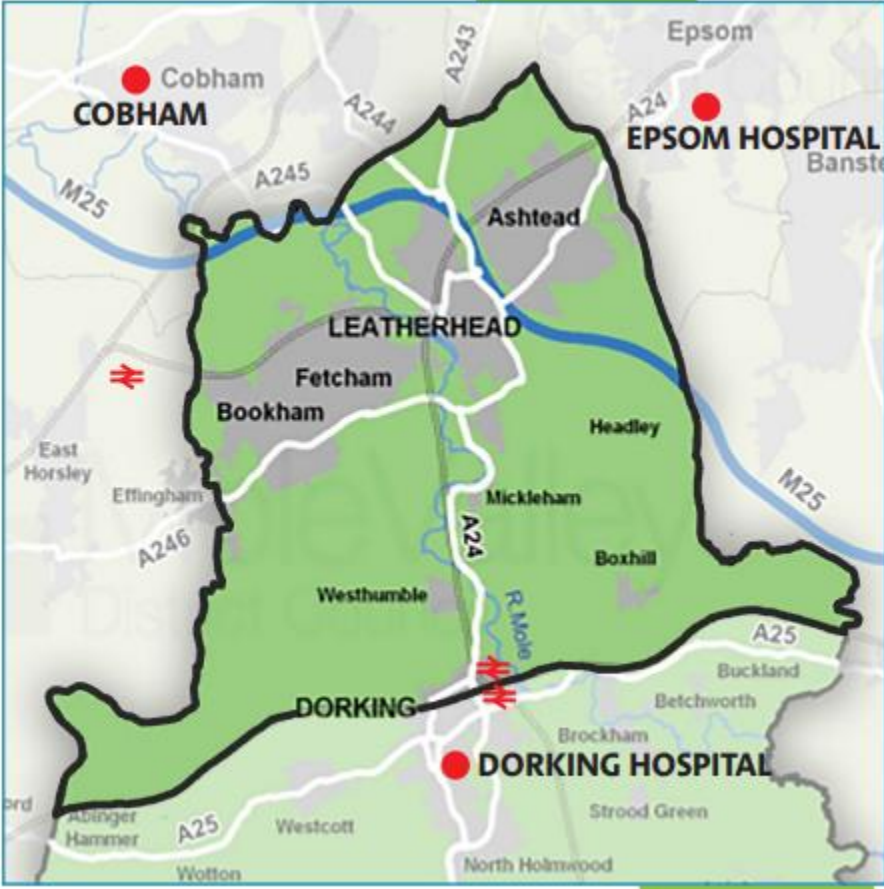 Epsom
A243
Cobham
COBHAM
A244
A24
EPSOM HOSPITAL
Banste
A245
M25
Ashtead
LEATHERHEAD
Fetcham
Bookham
Headley
East
Horsley
Effingham
Mickleham
M25
A246
A24
Boxhill
Westhumble
R Mole
A25
Buckland
Betchworth
DORKING
Brockham
DORKING HOSPITAL
ord
Abinger
Hammer
A25
Westcott
Strood Green
Wotton
North Holmwood